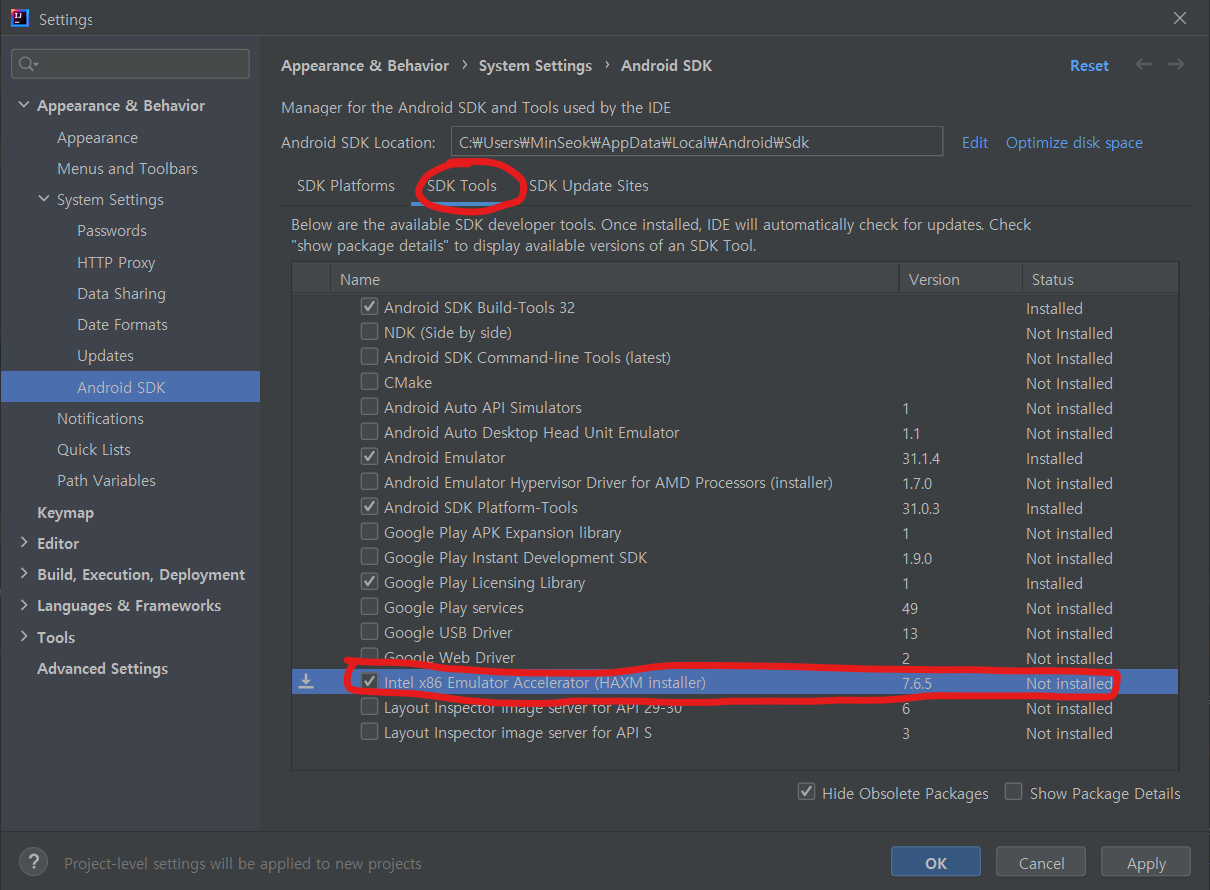 Settings
Appearance & Behavior
Appearance
Menus and Toolbars
System Settings
Passwords
HTTP Proxy
Data Sharing
Date Formats
Updates
Android SDK
Notifications
Quick Lists
Path Variables
Keymap
Editor
Build, Execution, Deployment
Languages & Frameworks
Tools
Advanced Settings
Appearance & Behavior › System Settings › Android SDK
Reset
Manager for the Android SDK and Tools used by the IDE
Android SDK Location: C:₩Users₩MinSeok₩AppData₩Local₩Android₩Sdk Edit Optimize disk space
SDK Platforms SDK Tools SDK Update Sites
Below are the available SDK developer tools. Once installed, IDE will automatically check for updates. Check
"show package details" to display available versions of an SDK Tool.
Name Version Status
Android SDK Build-Tools 32 Installed
NDK (Side by side) Not Installed
Android SDK Command-line Tools (latest) Not Installed
CMake Not Installed
Android Auto API Simulators 1 Not installed
Android Auto Desktop Head Unit Emulator 1.1 Not installed
Android Emulator 31.1.4 Installed
Android Emulator Hypervisor Driver for AMD Processors (installer) 1.7.0 Not installed
Android SDK Platform-Tools 31.0.3 Installed
Google Play APK Expansion library 1 Not installed
Google Play Instant Development SDK 1.9.0 Not installed
Google Play Licensing Library 1 Installed
Google Play services 49 Not installed
Google USB Driver 13 Not installed
Google Web Driver 2 Not installed
Intel x86 Emulator Accelerator (HAXM installer) 7.6.5 Not installed
Layout Inspector image server for API 29-30 6 Not installed
Layout Inspector image server for API S 3 Not installed
Hide Obsolete Packages Show Package Details
? Project-level settings will be applied to new projects
OK Cancel Apply